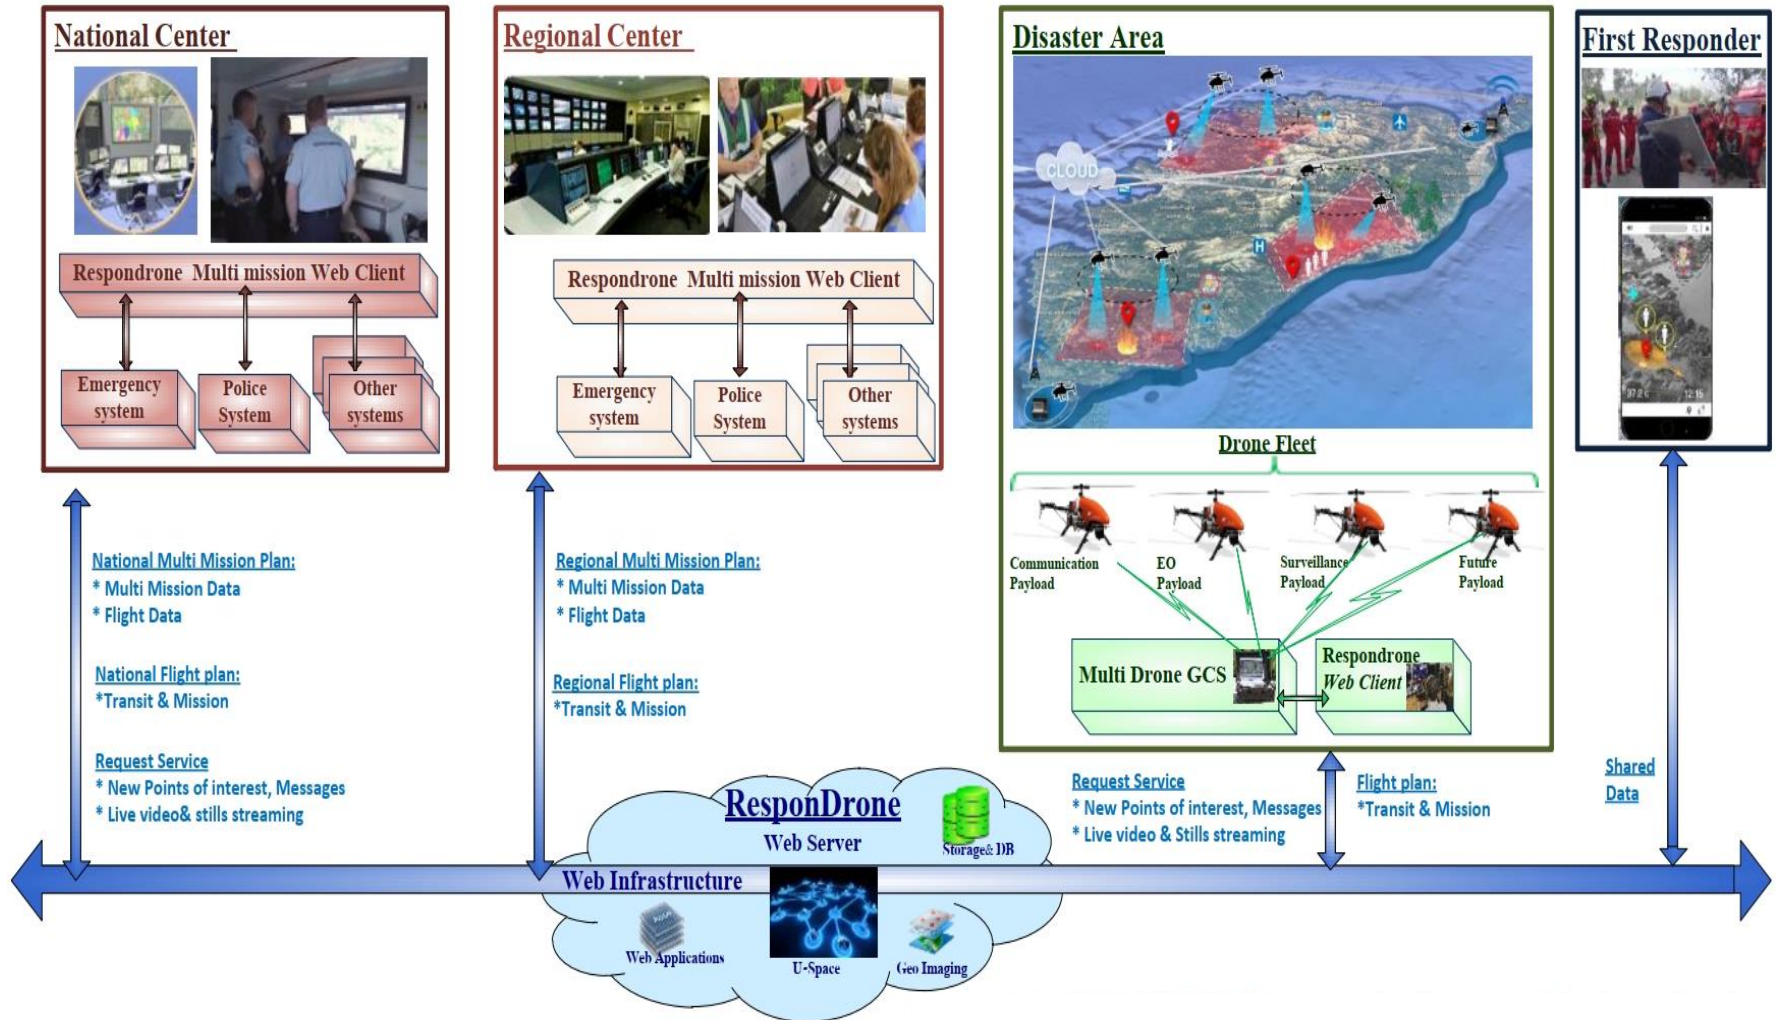 National Center
Respondrone Multi mission Web Client
Emergency
system
Police
System
Other
systems
Regional Center
Respondrone Multi mission Web Client
Emergency
system
Police
System
Other
systems
Disaster Area
CLOUD
H
Drone Fleet
Communication
Payload
EO
Payload
Surveillance
Payload
Future
Payload
Multi Drone GCS
Respondrone
Web Client
First Responder
37.2 c
12:15
National Multi Mission Plan:
* Multi Mission Data
* Flight Data
National Flight plan:
*Transit & Mission
Request Service
* New Points of interest, Messages
* Live video& stills streaming
Regional Multi Mission Plan:
* Multi Mission Data
* Flight Data
Regional Flight plan:
*Transit & Mission
Request Service
* New Points of interest, Messages
* Live video & Stills streaming
Flight plan:
*Transit & Mission
Shared
Data
ResponDrone
Web Server
Storage& DB
Web Infrastructure
Web Applications
U-Space
Geo Imaging